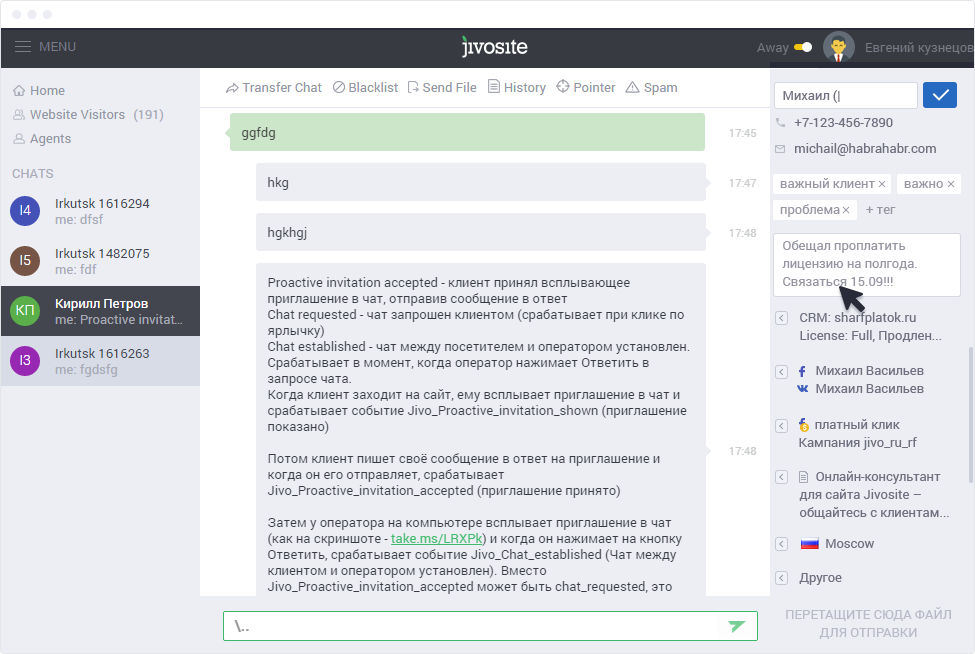 MENU
jivosite
Away
Евгений кузнецов
Home
Website Visitors (191)
Agents
CHATS
I4
Irkutsk 1616294
me: dfsf
I5
Irkutsk 1482075
me: fdf
КП
Кирилл Петров
me: Proactive invitat...
I3
Irkutsk 1616263
me: fgdsfg
Transfer Chat
Blacklist
Send File
History
Pointer
Spam
ggfdg
17:45
hkg
17:47
hgkhgj
17:48
Proactive invitation accepted - клиент принял всплывающее
приглашение в чат, отправив сообщение в ответ
Chat requested - чат запрошен клиентом (срабатывает при клике по
ярлычку)
Chat established - чат между посетителем и оператором установлен.
Срабатывает в момент, когда оператор нажимает Ответить в
запросе чата.
Когда клиент заходит на сайт, ему всплывает приглашение в чат и
срабатывает событие Jivo_Proactive_invitation_shown (приглашение
показано)
Потом клиент пишет своё сообщение в ответ на приглашение и
когда он его отправляет, срабатывает
Jivo_Proactive_invitation_accepted (приглашение принято)
17:48
Затем у оператора на компьютере всплывает приглашение в чат
(как на скриншоте - take.ms/LRXPk) и когда он нажимает на кнопку
Ответить, срабатывает событие Jivo_Chat_established (Чат между
клиентом и оператором установлен). Вместо
Jivo_Proactive_invitation_accepted может быть chat_requested, это
\..
Михаил (|
+7-123-456-7890
michail@habrahabr.com
важный клиент ×
важно ×
проблема ×
+ тег
Обещал проплатить
лицензию на полгода.
Связаться 15.09!!!
CRM: sharfplatok.ru
License: Full, Продлен...
Михаил Васильев
Михаил Васильев
платный клик
Кампания jivo_ru_rf
Онлайн-консультант
для сайта Jivosite –
общайтесь с клиентам...
Moscow
Другое
ПЕРЕТАЩИТЕ СЮДА ФАЙЛ
ДЛЯ ОТПРАВКИ